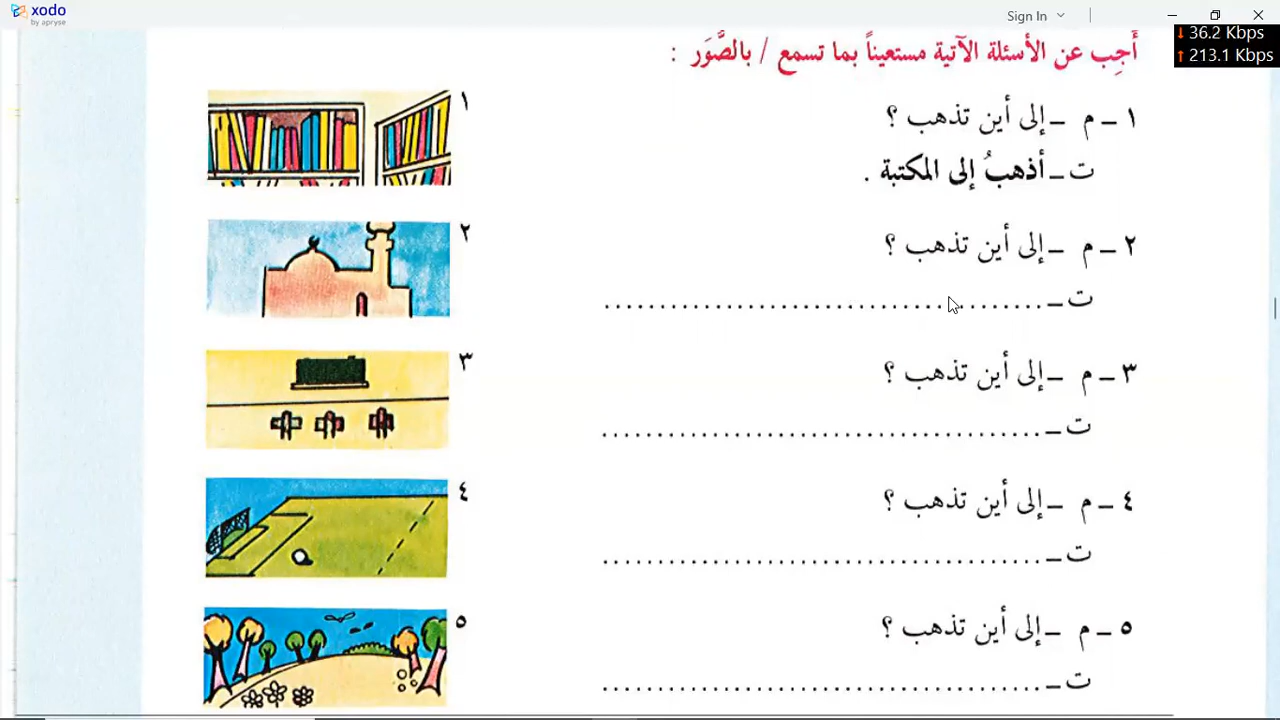 xodo
by apryse
Sign In
36.2 Kbps
213.1 Kbps
أَجِب عن الأسئلة الآتية مستعيناً بما تسمع / بالصَّوَر :
١ ـ م ـ إلى أين تذهب ؟
ت ـ أذهبُ إلى المكتبة .
١
٢ ـ م ـ إلى أين تذهب ؟
ت ـ ........................................
٢
٣ ـ م ـ إلى أين تذهب ؟
ت ـ ........................................
٣
٤ ـ م ـ إلى أين تذهب ؟
ت ـ ........................................
٤
٥ ـ م ـ إلى أين تذهب ؟
ت ـ ........................................
٥